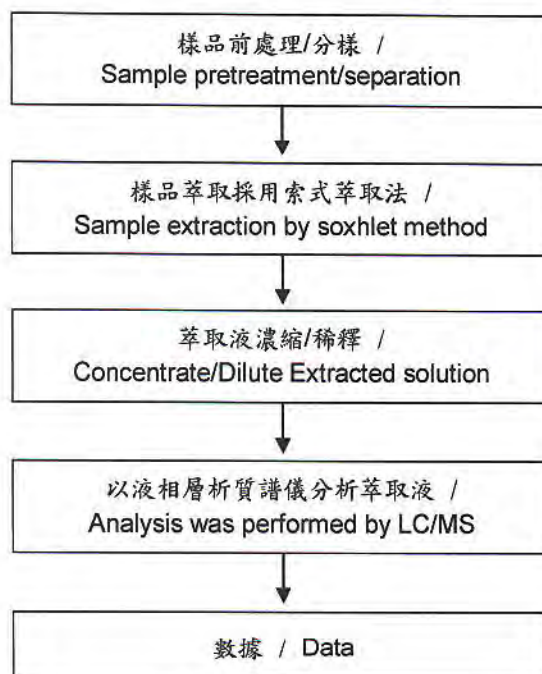 樣品前處理/分樣 /
Sample pretreatment/separation
樣品萃取採用索式萃取法 /
Sample extraction by soxhlet method
萃取液濃縮/稀釋 /
Concentrate/Dilute Extracted solution
以液相層析質譜儀分析萃取液 /
Analysis was performed by LC/MS
數據 / Data